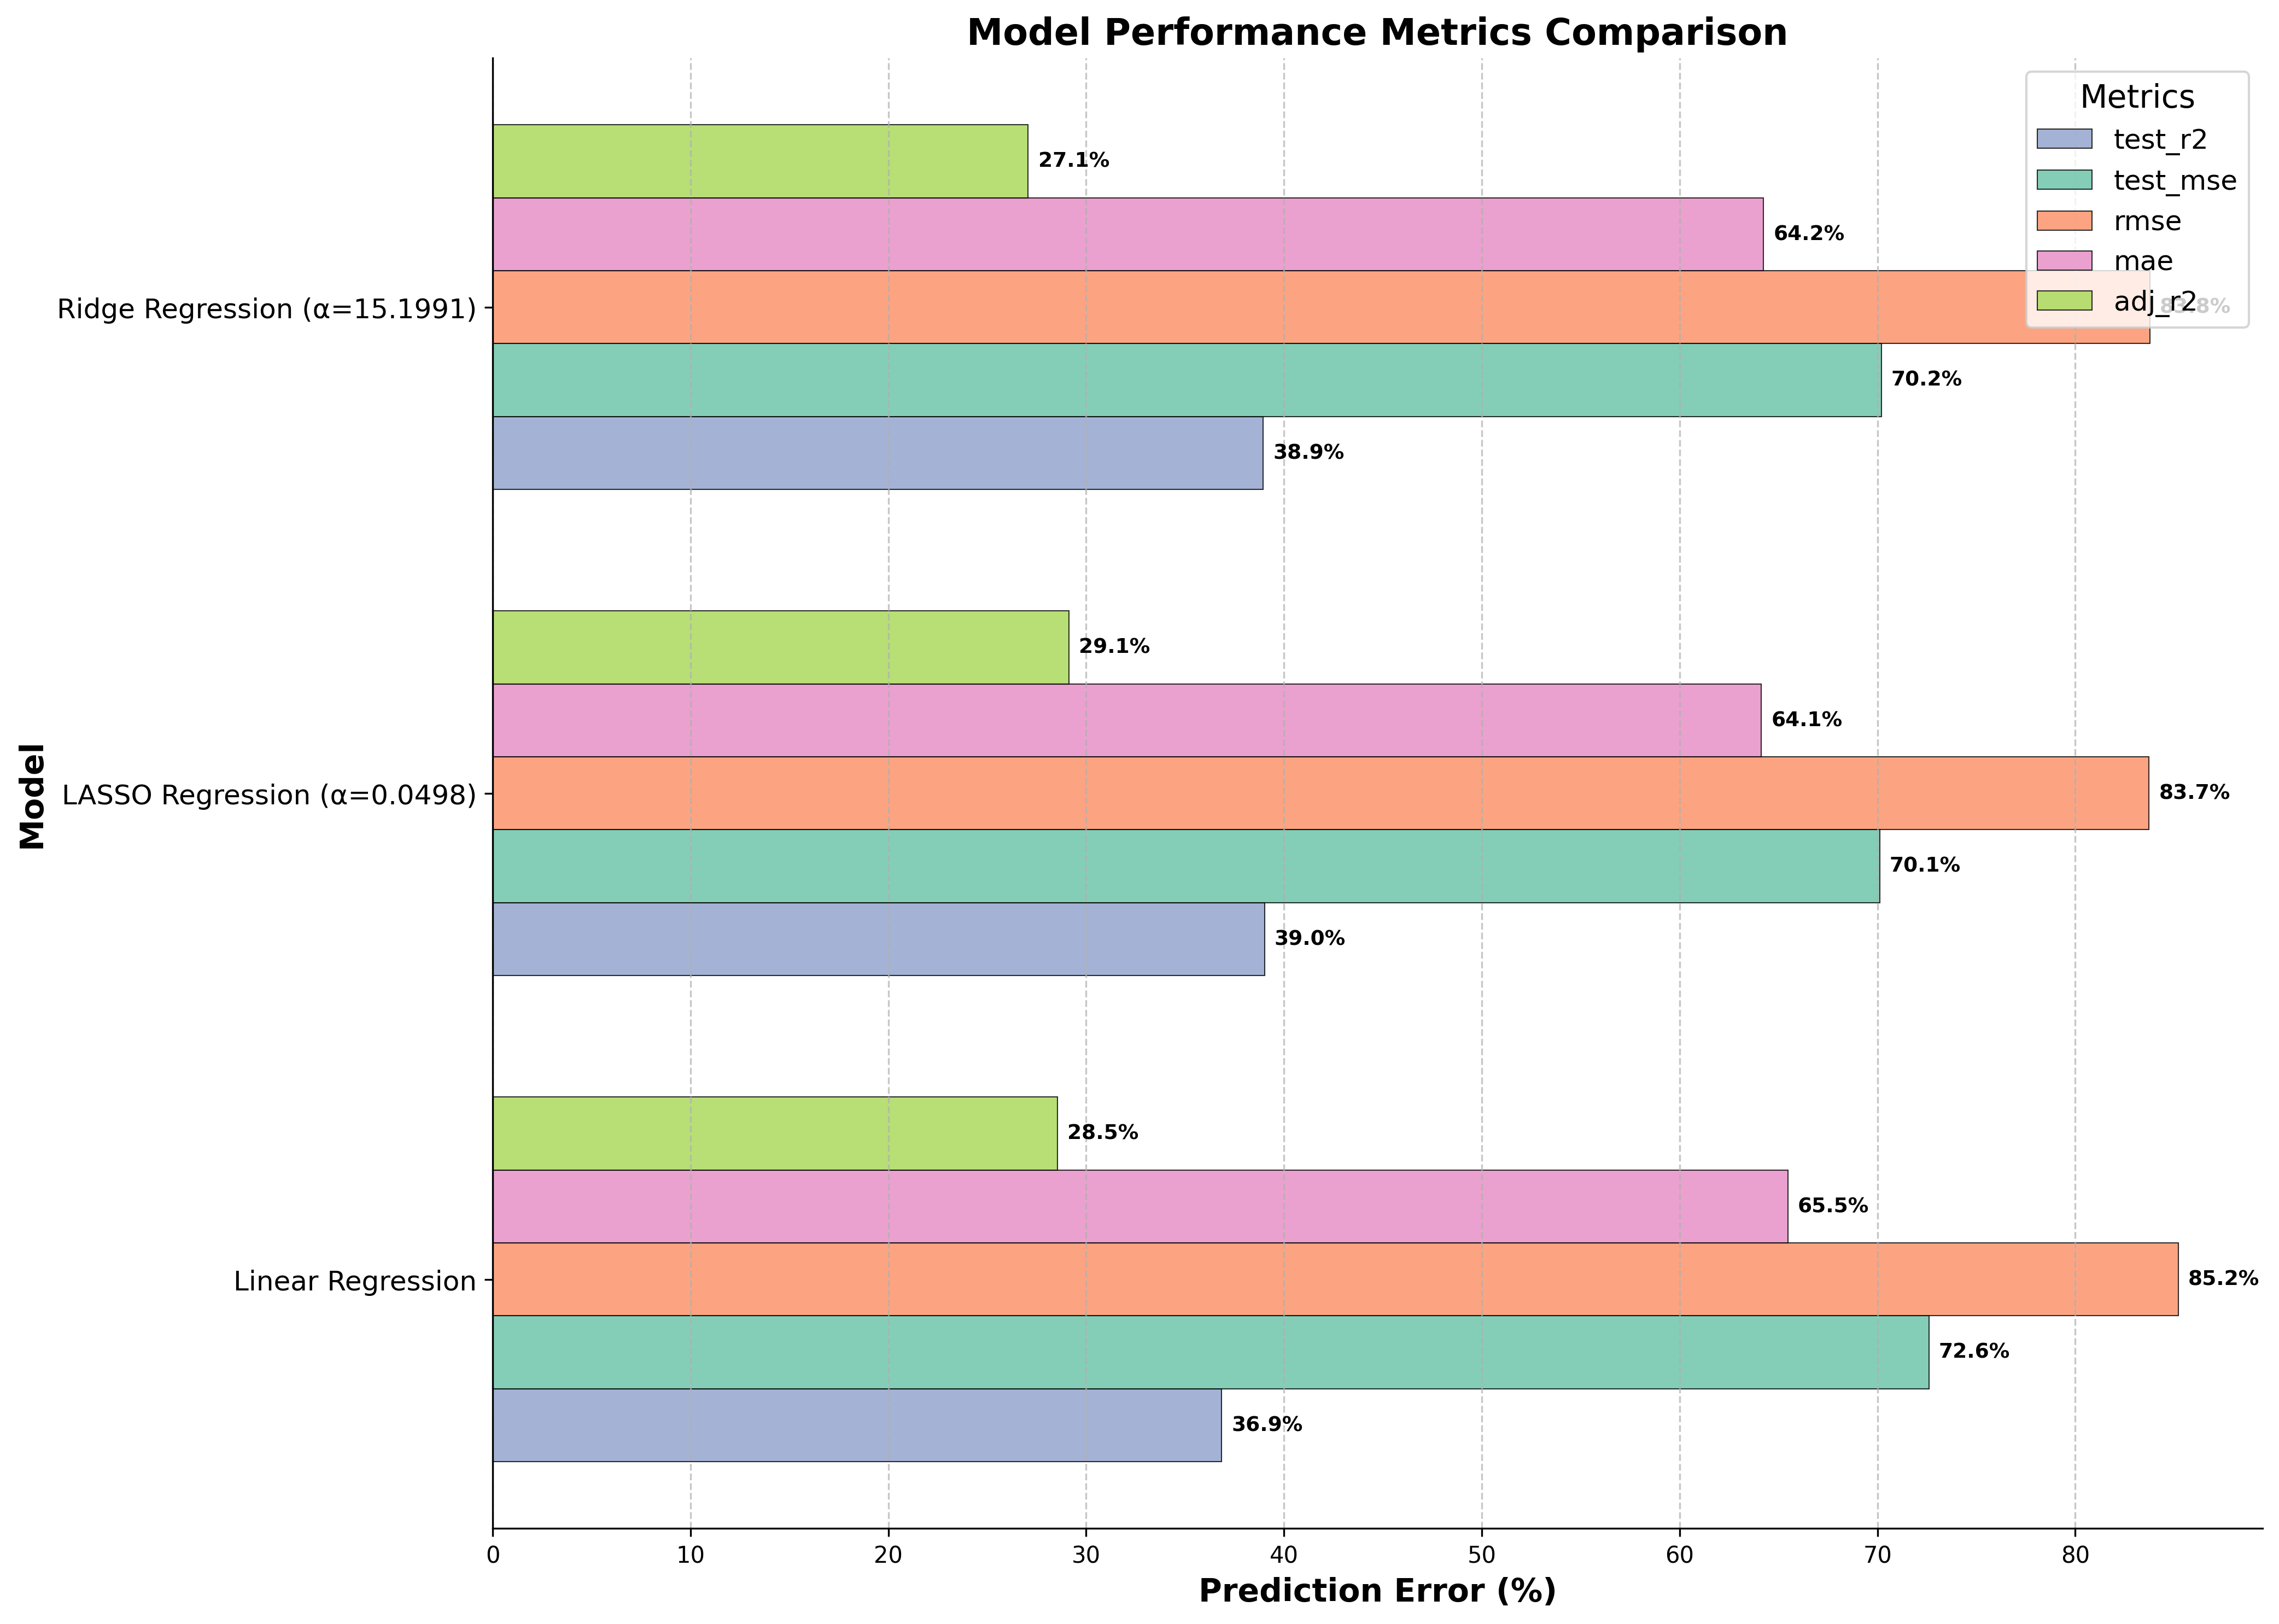 Model Performance Metrics Comparison
Metrics
test_r2
test_mse
rmse
mae
adj_r2
Model
Ridge Regression (α=15.1991)
27.1%
64.2%
83.8%
70.2%
38.9%
LASSO Regression (α=0.0498)
29.1%
64.1%
83.7%
70.1%
39.0%
Linear Regression
28.5%
65.5%
85.2%
72.6%
36.9%
0 10 20 30 40 50 60 70 80
Prediction Error (%)